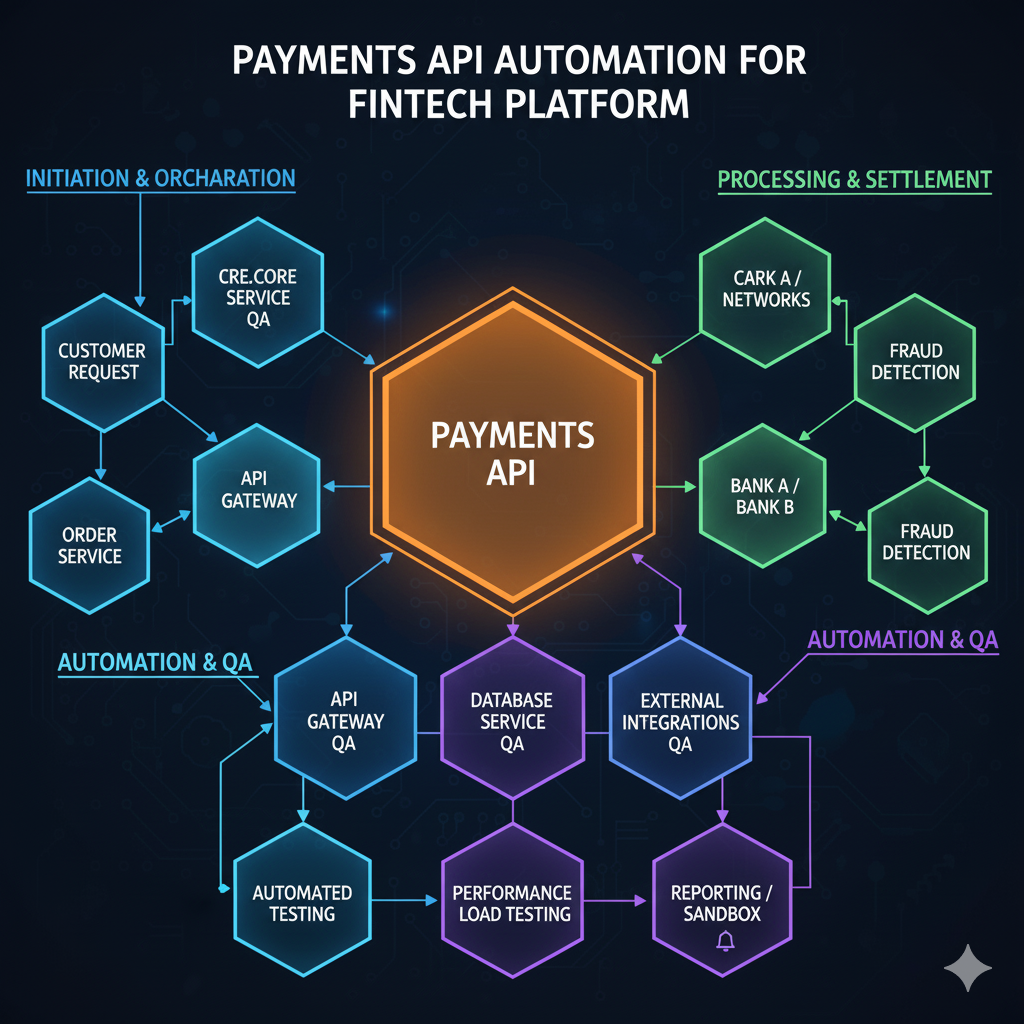 PAYMENTS API AUTOMATION FOR
FINTECH PLATFORM
INITIATION & ORCHARATION
PROCESSING & SETTLEMENT
CRE.CORE
SERVICE
QA
CARK A /
NETWORKS
CUSTOMER
REQUEST
FRAUD
DETECTION
PAYMENTS
API
API
GATEWAY
BANK A /
BANK B
ORDER
SERVICE
FRAUD
DETECTION
AUTOMATION & QA
AUTOMATION & QA
API
GATEWAY
QA
DATABASE
SERVICE
QA
EXTERNAL
INTEGRATIONS
QA
AUTOMATED
TESTING
PERFORMANCE
LOAD TESTING
REPORTING /
SANDBOX